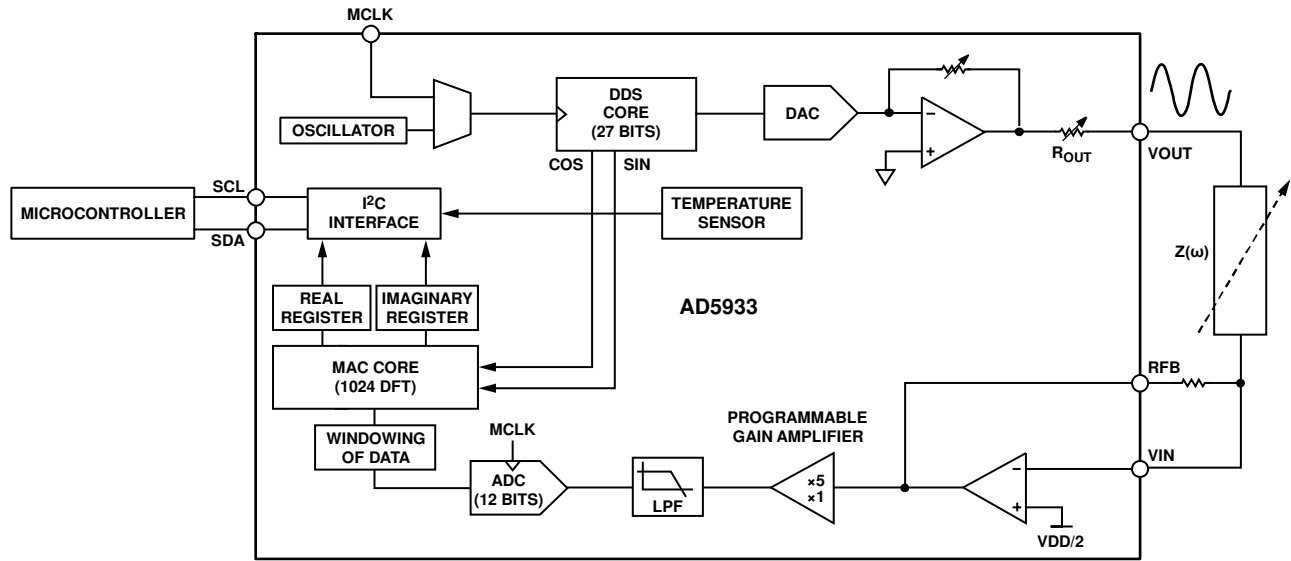 MCLK
OSCILLATOR
DDS
CORE
(27 BITS)
DAC
−
+
R_OUT
VOUT
COS
SIN
SCL
SDA
MICROCONTROLLER
I²C
INTERFACE
TEMPERATURE
SENSOR
Z(ω)
REAL
REGISTER
IMAGINARY
REGISTER
AD5933
MAC CORE
(1024 DFT)
RFB
PROGRAMMABLE
GAIN AMPLIFIER
MCLK
WINDOWING
OF DATA
VIN
ADC
(12 BITS)
LPF
×5
×1
−
+
VDD/2